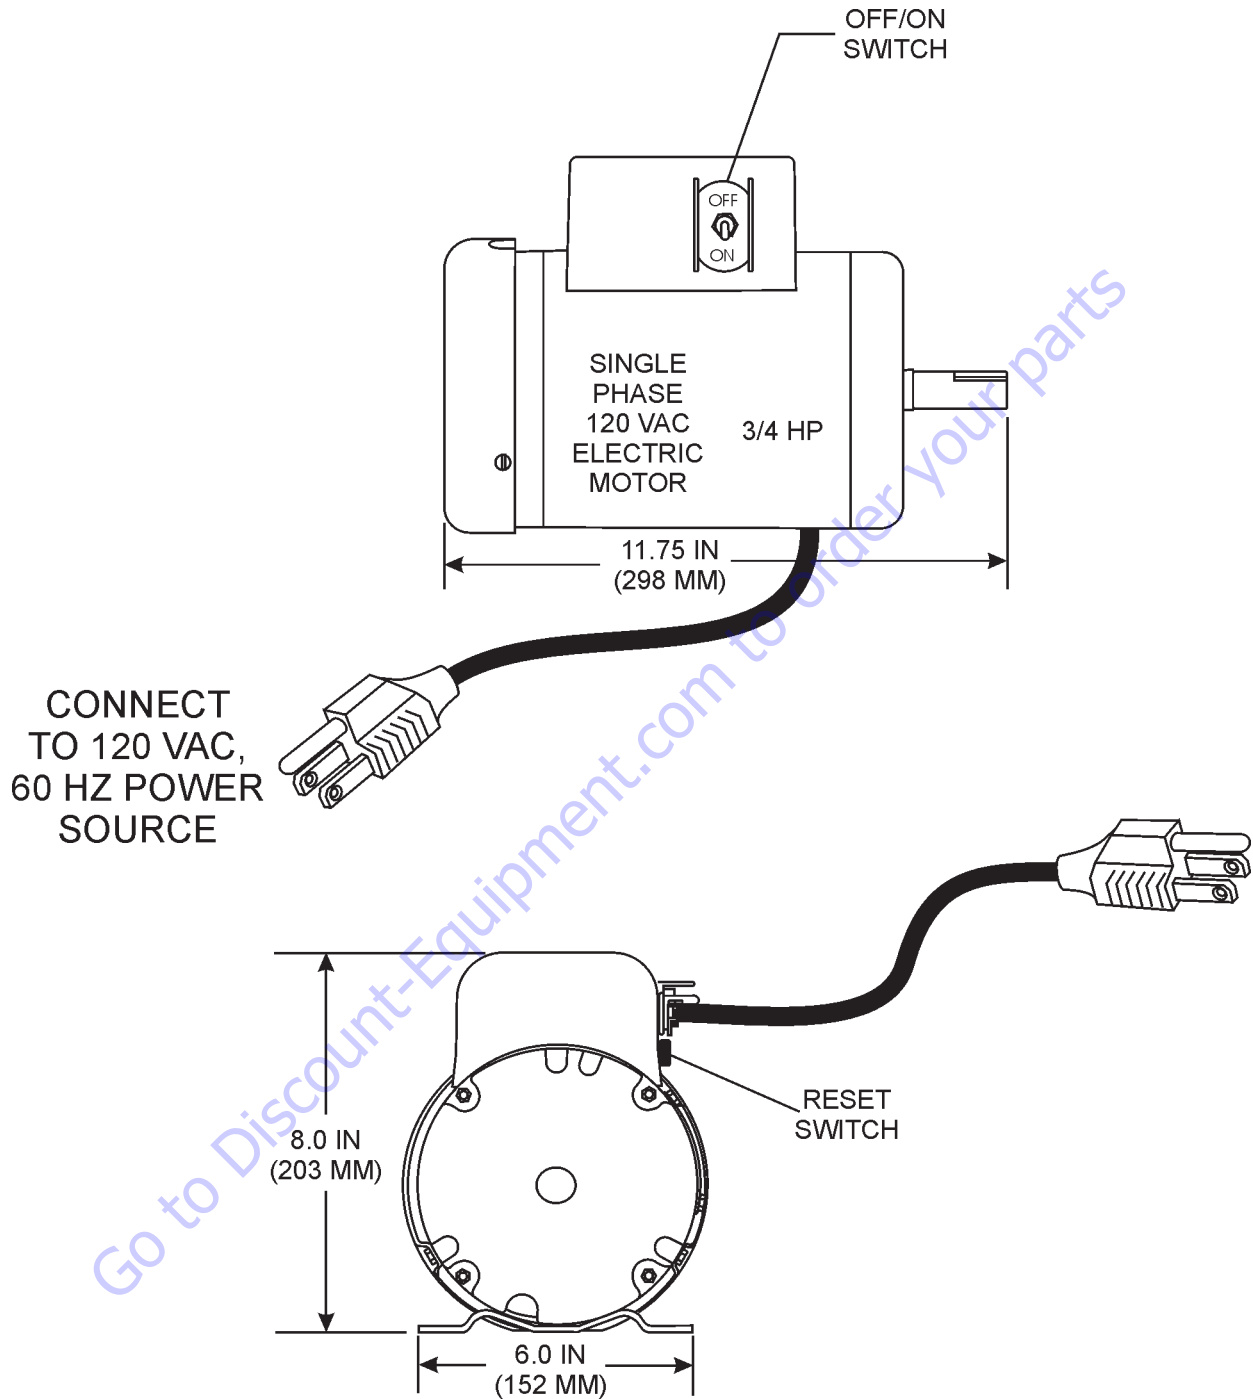 OFF/ON
SWITCH
OFF
ON
SINGLE
PHASE
120 VAC
ELECTRIC
MOTOR
3/4 HP
11.75 IN
(298 MM)
CONNECT
TO 120 VAC,
60 HZ POWER
SOURCE
RESET
SWITCH
8.0 IN
(203 MM)
6.0 IN
(152 MM)
Go to Discount-Equipment.com to order your parts